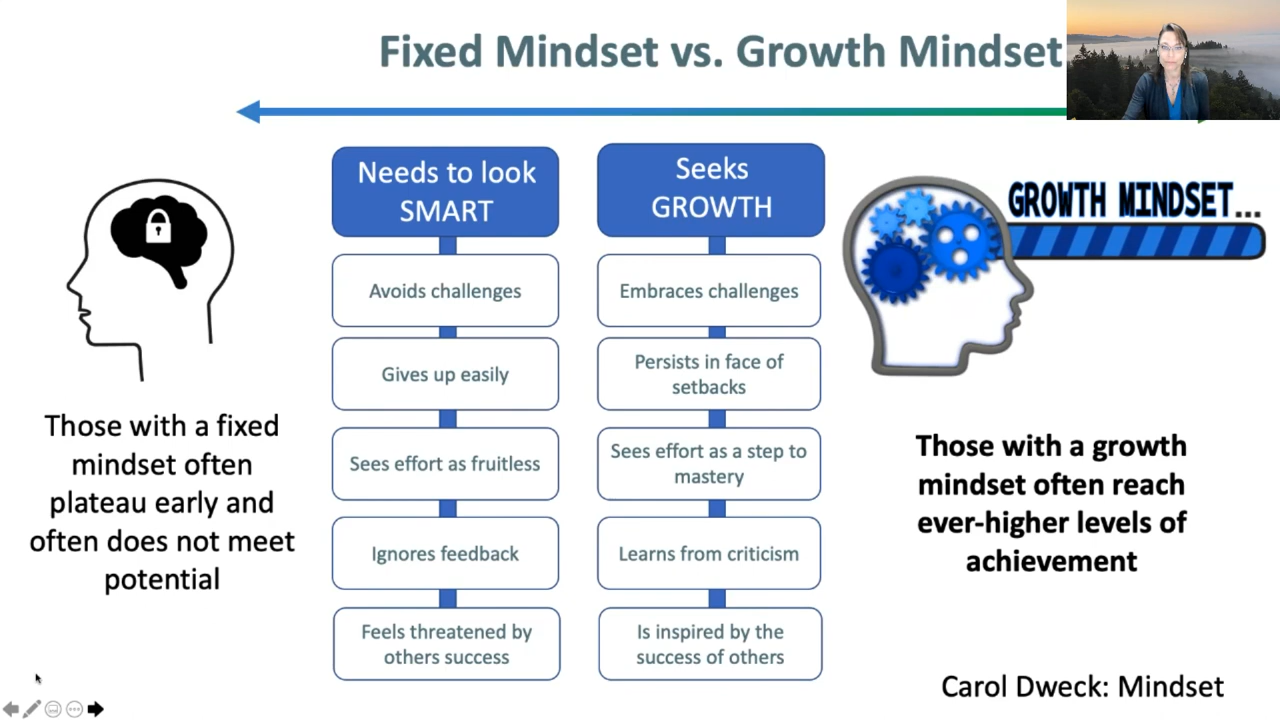 Fixed Mindset vs. Growth Mindset
Needs to look
SMART
Avoids challenges
Gives up easily
Sees effort as fruitless
Ignores feedback
Feels threatened by
others success
Seeks
GROWTH
Embraces challenges
Persists in face of
setbacks
Sees effort as a step to
mastery
Learns from criticism
Is inspired by the
success of others
Those with a fixed
mindset often
plateau early and
often does not meet
potential
GROWTH MINDSET...
Those with a growth
mindset often reach
ever-higher levels of
achievement
Carol Dweck: Mindset